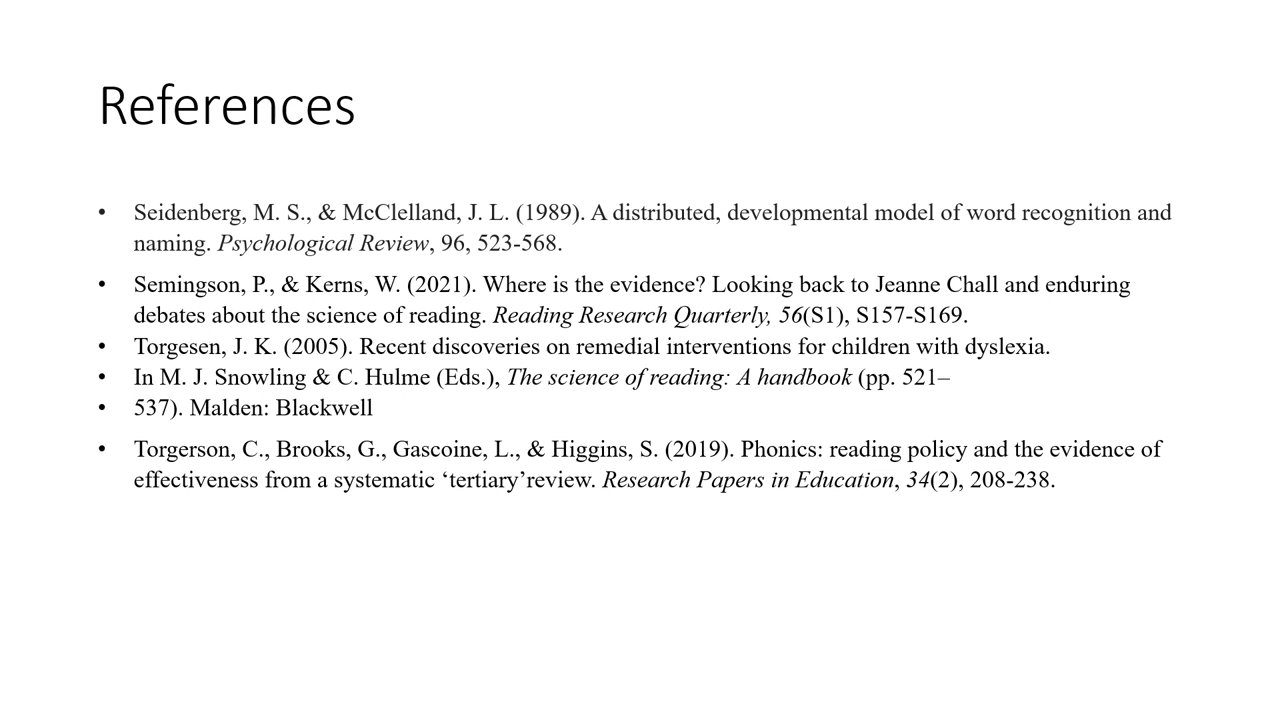 References
• Seidenberg, M. S., & McClelland, J. L. (1989). A distributed, developmental model of word recognition and
naming. Psychological Review, 96, 523-568.
• Semingson, P., & Kerns, W. (2021). Where is the evidence? Looking back to Jeanne Chall and enduring
debates about the science of reading. Reading Research Quarterly, 56(S1), S157-S169.
• Torgesen, J. K. (2005). Recent discoveries on remedial interventions for children with dyslexia.
• In M. J. Snowling & C. Hulme (Eds.), The science of reading: A handbook (pp. 521–
• 537). Malden: Blackwell
• Torgerson, C., Brooks, G., Gascoine, L., & Higgins, S. (2019). Phonics: reading policy and the evidence of
effectiveness from a systematic ‘tertiary’review. Research Papers in Education, 34(2), 208-238.